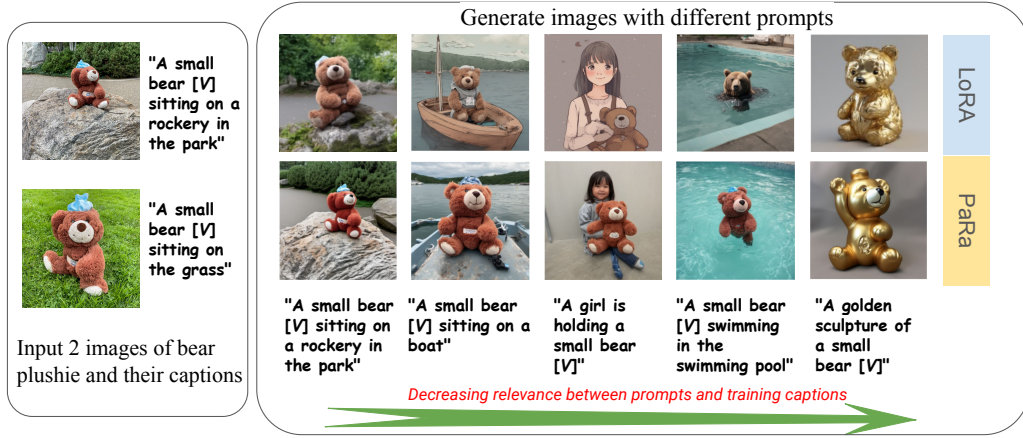 "A small
bear [V]
sitting on a
rockery in
the park"
"A small
bear [V]
sitting on
the grass"
Input 2 images of bear
plushie and their captions
Generate images with different prompts
LoRA
PaRa
"A small bear
[V] sitting on
a rockery in
the park"
"A small bear
[V] sitting on a
boat"
"A girl is
holding a
small bear
[V]"
"A small bear
[V] swimming
in the
swimming pool"
"A golden
sculpture of
a small
bear [V]"
Decreasing relevance between prompts and training captions